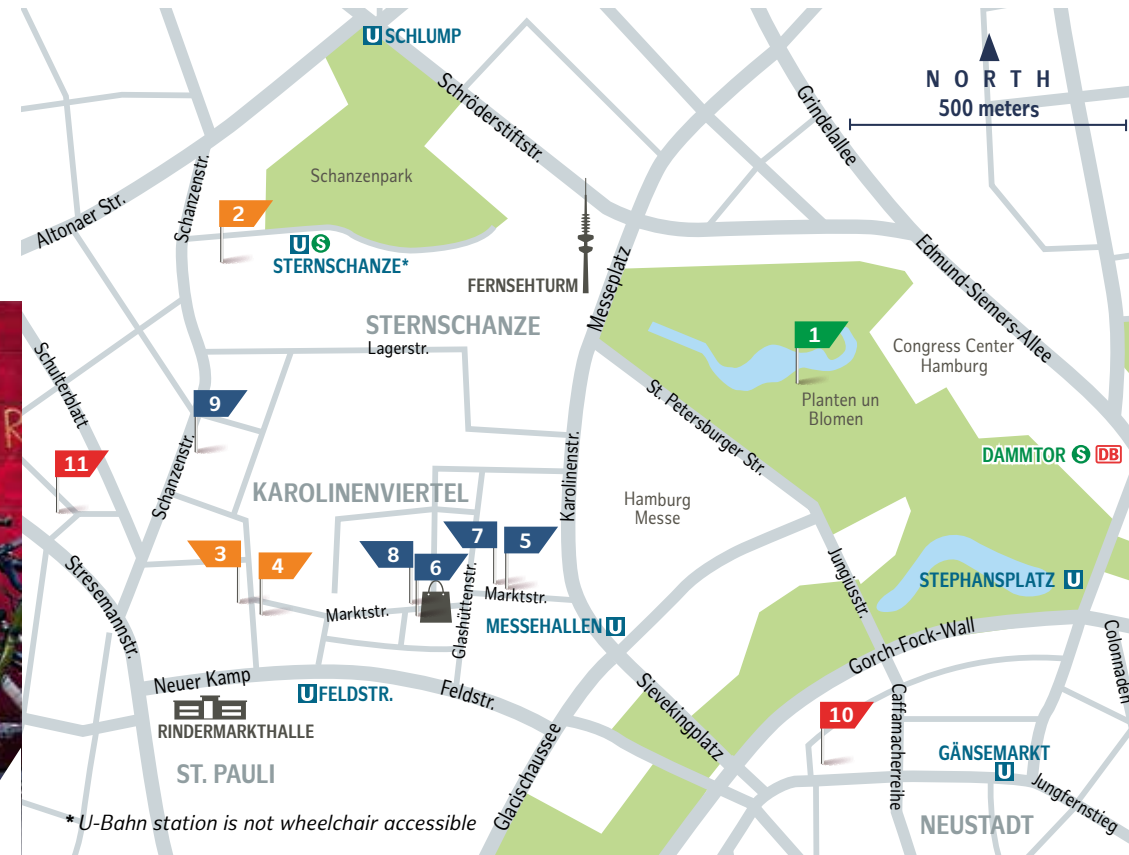 U SCHLUMP
NORTH
500 meters
Schröderstiftstr.
Grindelallee
Schanzenpark
Schanzenstr.
Altonaer Str.
2
U S
STERNSCHANZE*
FERNSEHTURM
Messeplatz
Edmund-Siemers-Allee
STERNSCHANZE
Lagerstr.
1
Congress Center
Hamburg
Planten un
Blomen
Schulterblatt
St. Petersburger Str.
9
DAMMTOR S DB
11
Schanzenstr.
KAROLINENVIERTEL
Karolinenstr.
Hamburg
Messe
3
4
8
6
7
5
Stresemannstr.
Marktstr.
Glashüttenstr.
Marktstr.
MESSEHALLEN U
Jungiusstr.
STEPHANSPLATZ U
Gorch-Fock-Wall
Colonnaden
Neuer Kamp
U FELDSTR.
Feldstr.
Sievekingplatz
RINDERMARKTHALLE
Glacischaussee
10
Caffamacherreihe
GÄNSEMARKT
U
Jungfernstieg
ST. PAULI
NEUSTADT
* U-Bahn station is not wheelchair accessible
R